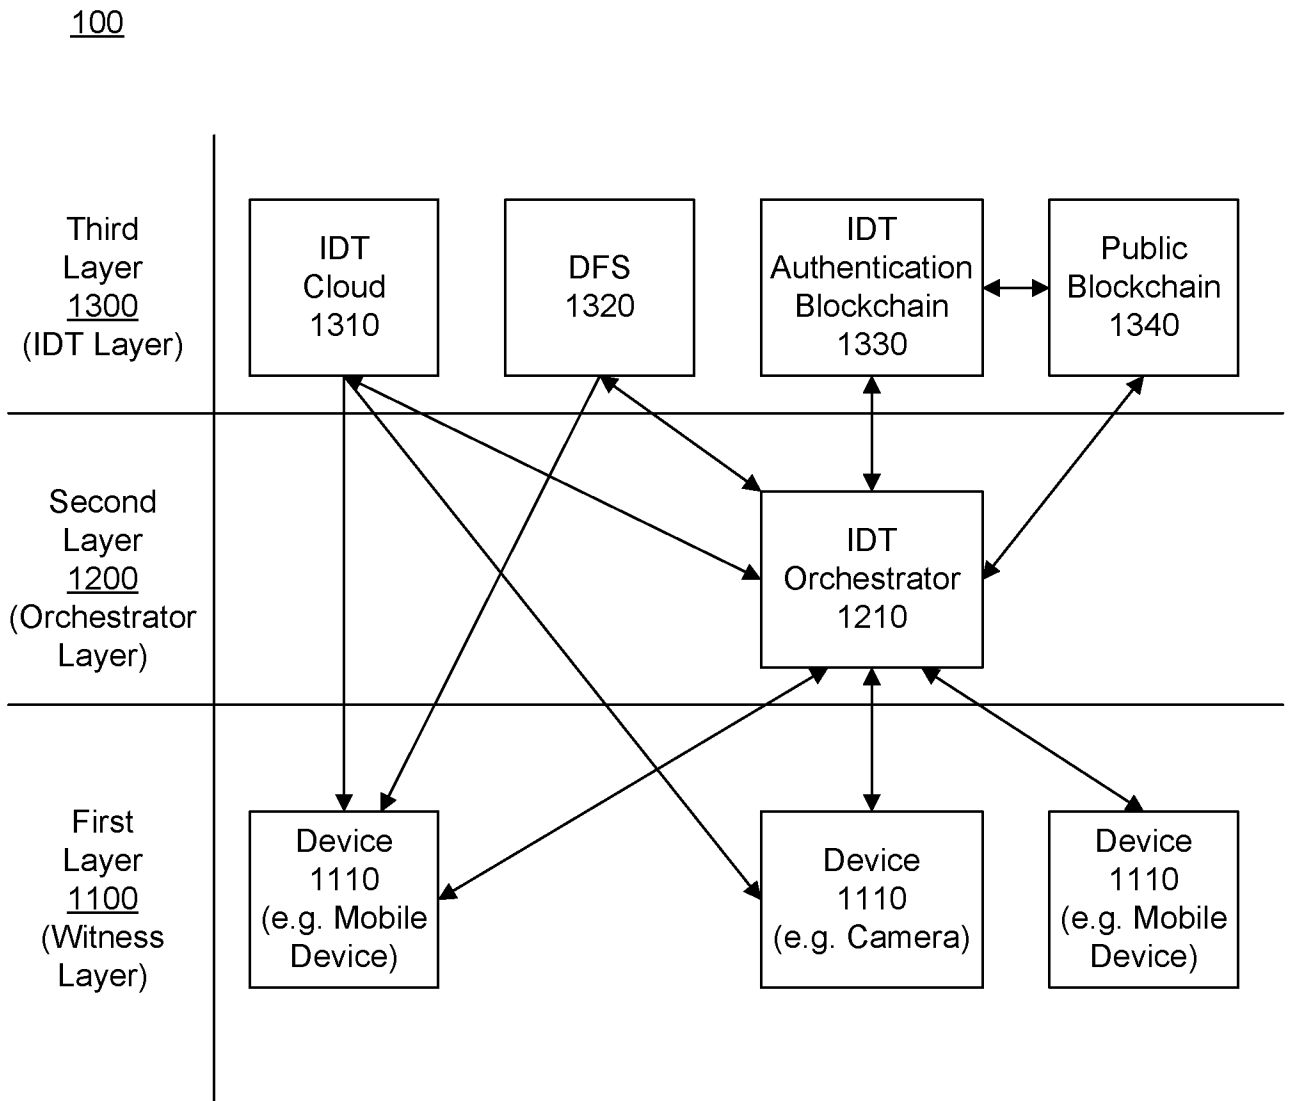 100
Third
Layer
1300
(IDT Layer)
IDT
Cloud
1310
DFS
1320
IDT
Authentication
Blockchain
1330
Public
Blockchain
1340
Second
Layer
1200
(Orchestrator
Layer)
IDT
Orchestrator
1210
First
Layer
1100
(Witness
Layer)
Device
1110
(e.g. Mobile
Device)
Device
1110
(e.g. Camera)
Device
1110
(e.g. Mobile
Device)